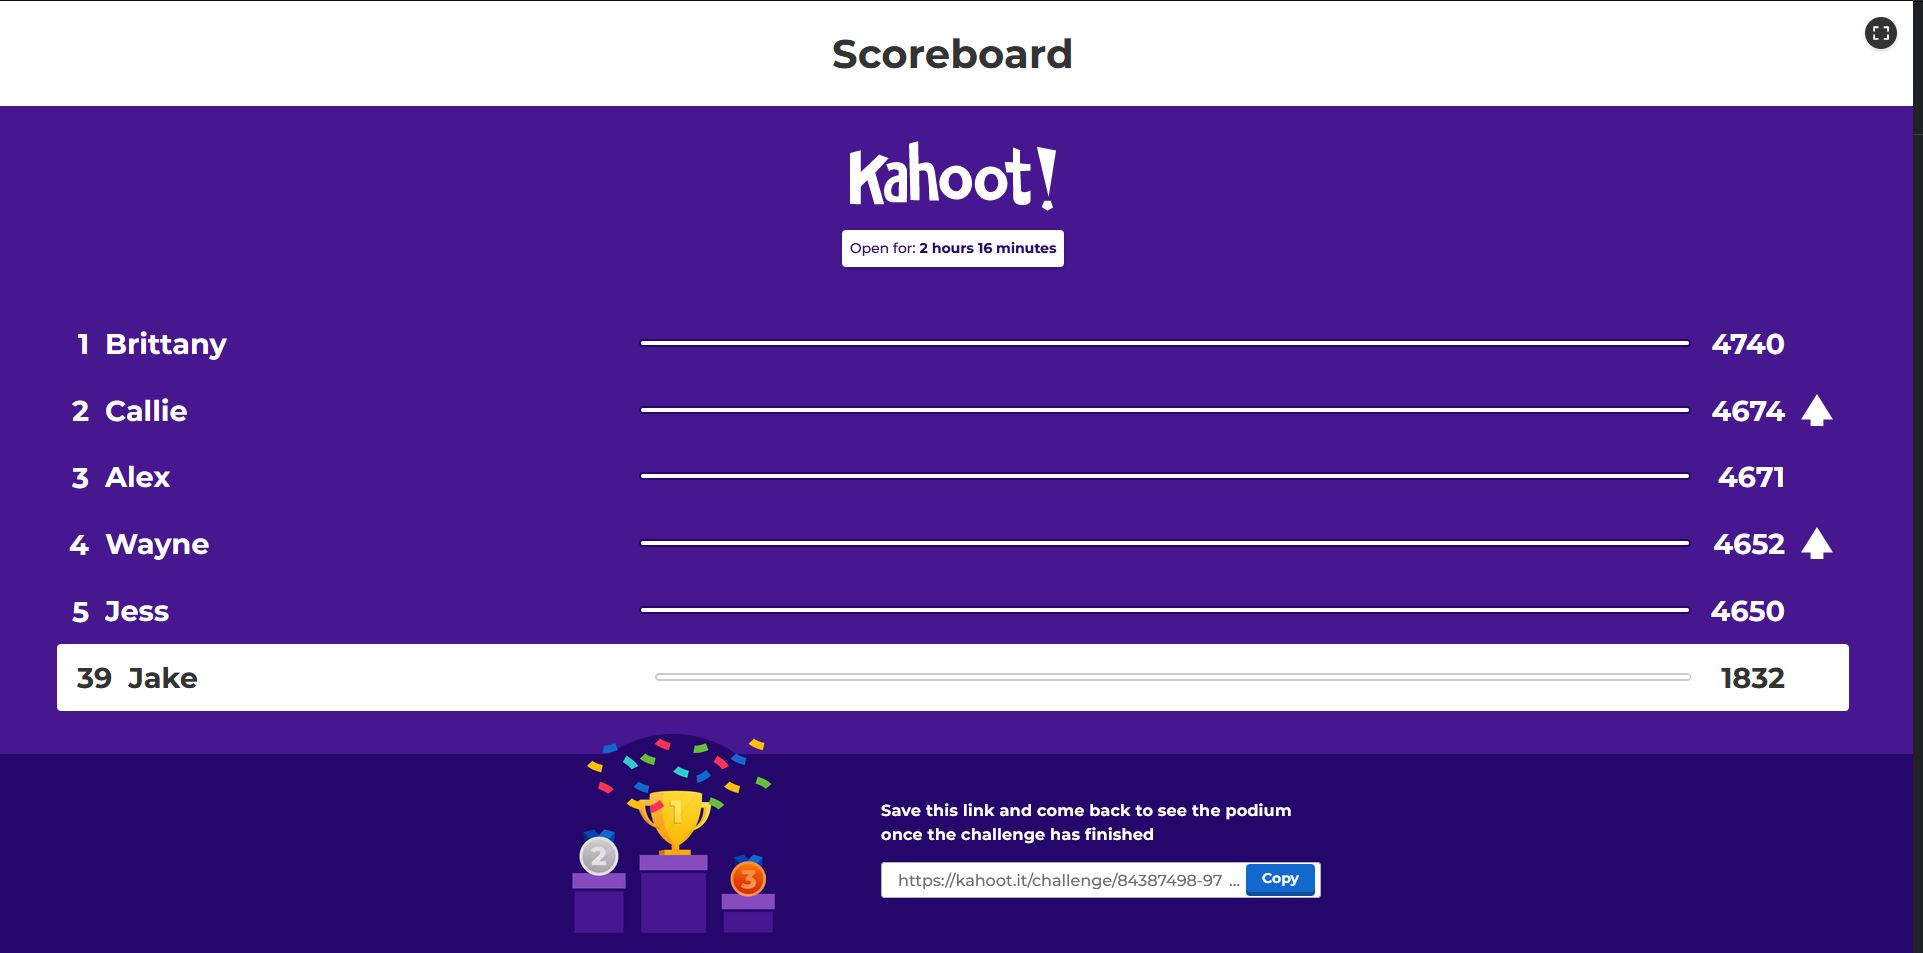 Scoreboard
Kahoot!
Open for: 2 hours 16 minutes
1 Brittany 4740
2 Callie 4674
3 Alex 4671
4 Wayne 4652
5 Jess 4650
39 Jake 1832
1
2
3
Save this link and come back to see the podium
once the challenge has finished
https://kahoot.it/challenge/84387498-97 ... Copy